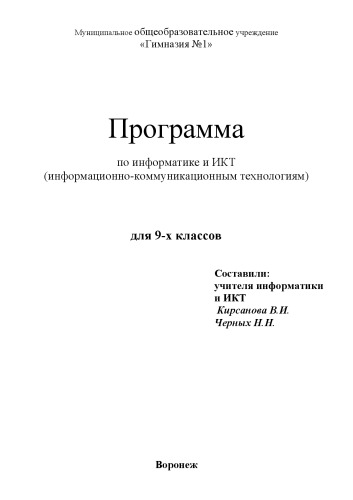 Муниципальное общеобразовательное учреждение
«Гимназия №1»
Программа
по информатике и ИКТ
(информационно-коммуникационным технологиям)
для 9-х классов
Составили:
учителя информатики
и ИКТ
Кирсанова В.И.
Черных Н.Н.
Воронеж